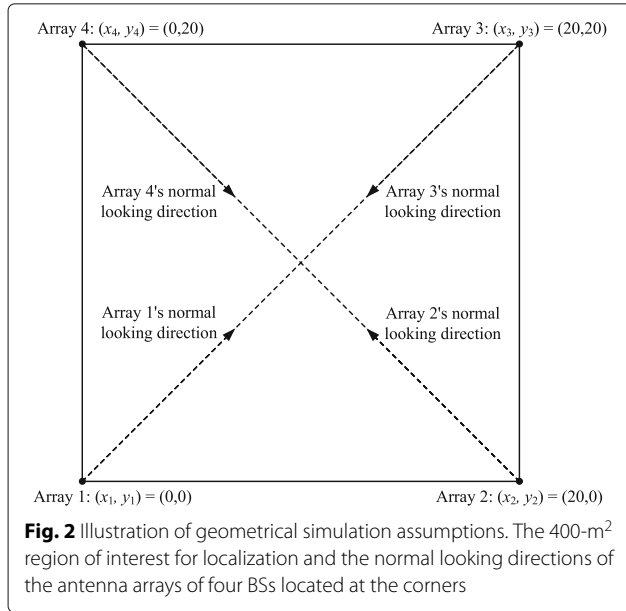 Array 4: (x4, y4) = (0,20)
Array 3: (x3, y3) = (20,20)
Array 4's normal
looking direction
Array 3's normal
looking direction
Array 1's normal
looking direction
Array 2's normal
looking direction
Array 1: (x1, y1) = (0,0)
Array 2: (x2, y2) = (20,0)
Fig. 2 Illustration of geometrical simulation assumptions. The 400-m²
region of interest for localization and the normal looking directions of
the antenna arrays of four BSs located at the corners